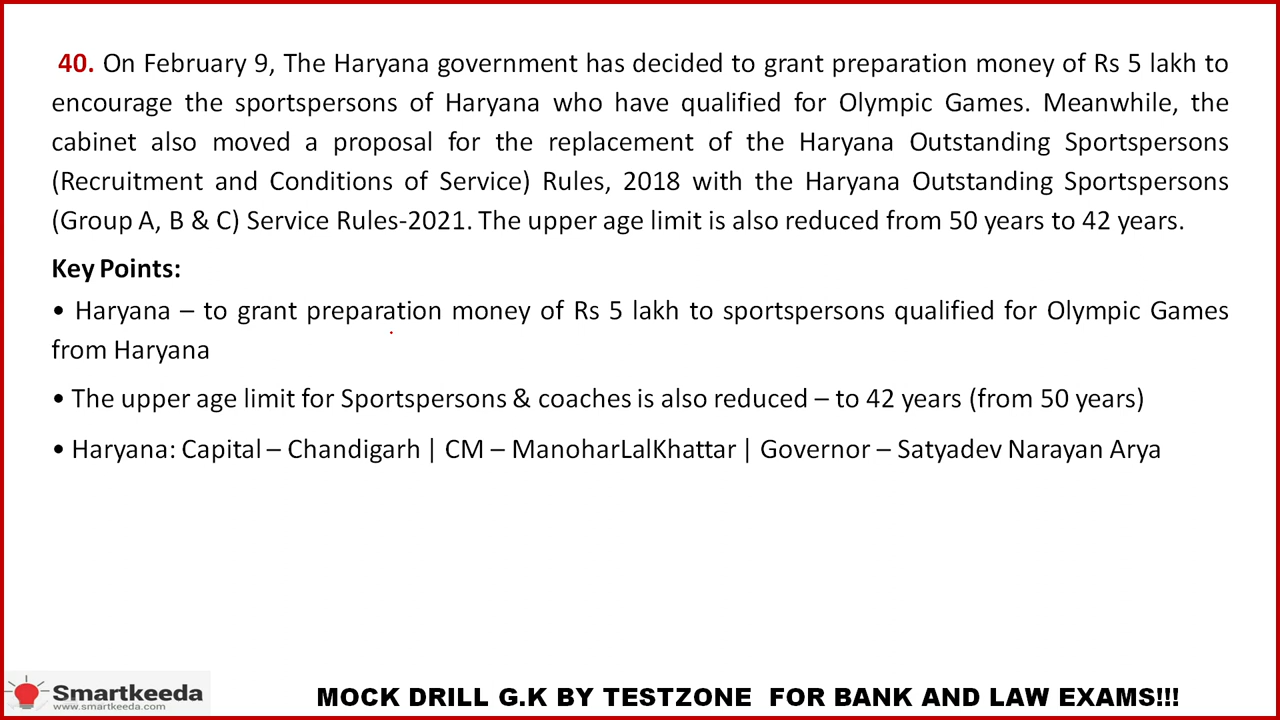 40. On February 9, The Haryana government has decided to grant preparation money of Rs 5 lakh to
encourage the sportspersons of Haryana who have qualified for Olympic Games. Meanwhile, the
cabinet also moved a proposal for the replacement of the Haryana Outstanding Sportspersons
(Recruitment and Conditions of Service) Rules, 2018 with the Haryana Outstanding Sportspersons
(Group A, B & C) Service Rules-2021. The upper age limit is also reduced from 50 years to 42 years.
Key Points:
• Haryana – to grant preparation money of Rs 5 lakh to sportspersons qualified for Olympic Games
from Haryana
• The upper age limit for Sportspersons & coaches is also reduced – to 42 years (from 50 years)
• Haryana: Capital – Chandigarh | CM – ManoharLalKhattar | Governor – Satyadev Narayan Arya
Smartkeeda
www.smartkeeda.com
MOCK DRILL G.K BY TESTZONE FOR BANK AND LAW EXAMS!!!